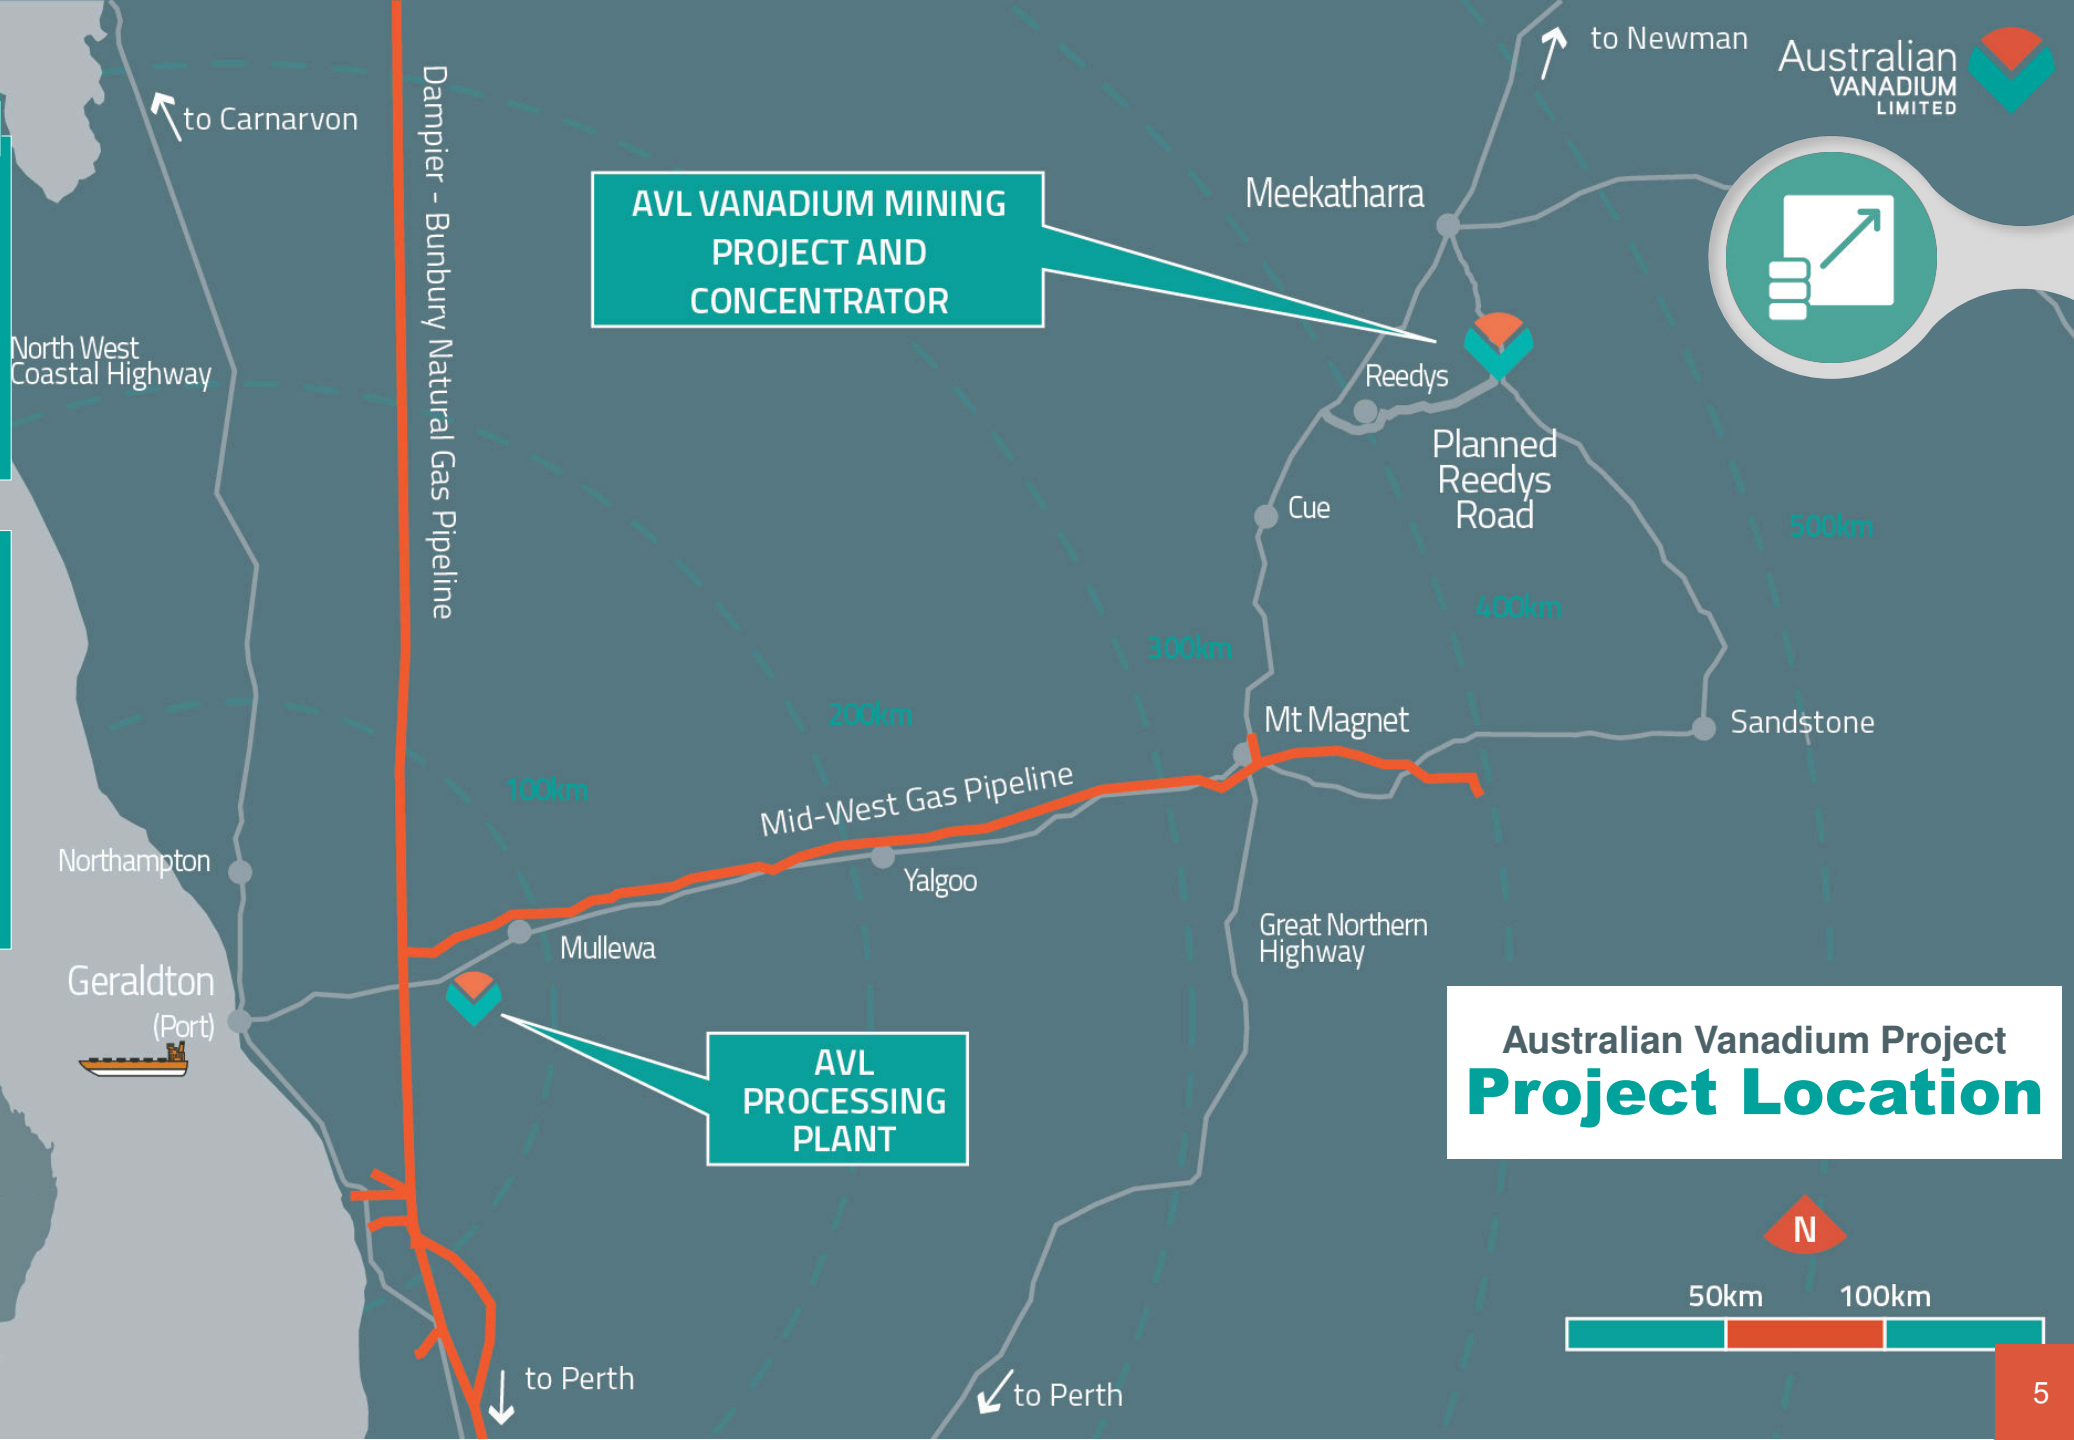 to Newman
Australian
VANADIUM
LIMITED
to Carnarvon
Dampier - Bunbury Natural Gas Pipeline
AVL VANADIUM MINING
PROJECT AND
CONCENTRATOR
Meekatharra
North West
Coastal Highway
Reedys
Planned
Reedys
Road
Cue
500km
400km
300km
200km
100km
Mt Magnet
Sandstone
Mid-West Gas Pipeline
Yalgoo
Northampton
Mullewa
Great Northern
Highway
Geraldton
(Port)
AVL
PROCESSING
PLANT
Australian Vanadium Project
Project Location
N
50km
100km
to Perth
to Perth
5